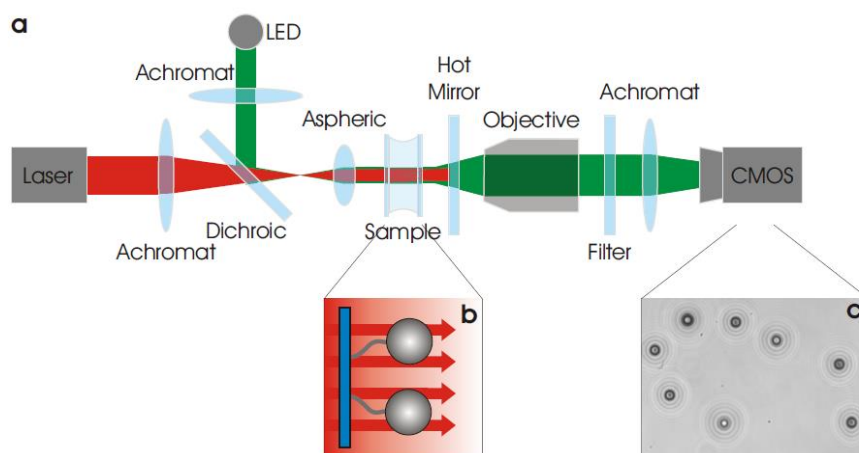 a
LED
Achromat
Hot
Mirror
Achromat
Aspheric
Objective
Laser
CMOS
Dichroic
Achromat
Sample
Filter
b
c